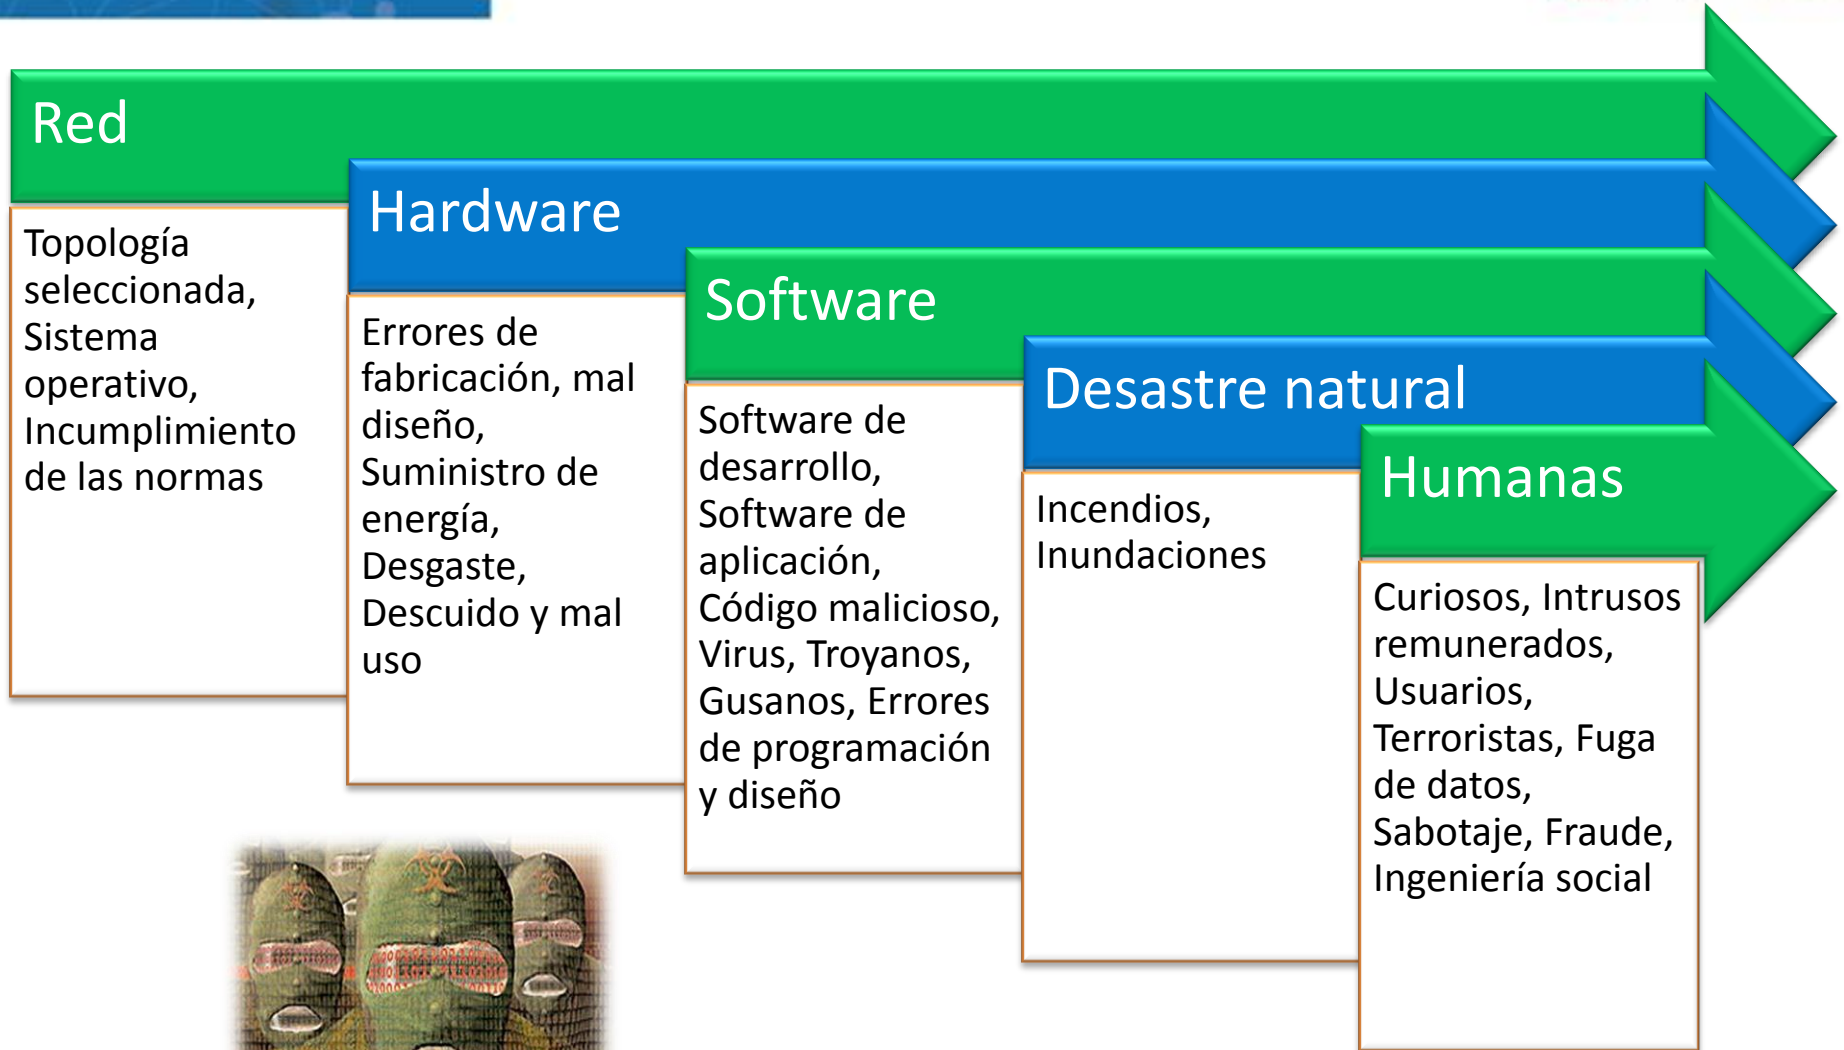 Red
Topología
seleccionada,
Sistema
operativo,
Incumplimiento
de las normas
Hardware
Errores de
fabricación, mal
diseño,
Suministro de
energía,
Desgaste,
Descuido y mal
uso
Software
Software de
desarrollo,
Software de
aplicación,
Código malicioso,
Virus, Troyanos,
Gusanos, Errores
de programación
y diseño
Desastre natural
Incendios,
Inundaciones
Humanas
Curiosos, Intrusos
remunerados,
Usuarios,
Terroristas, Fuga
de datos,
Sabotaje, Fraude,
Ingeniería social